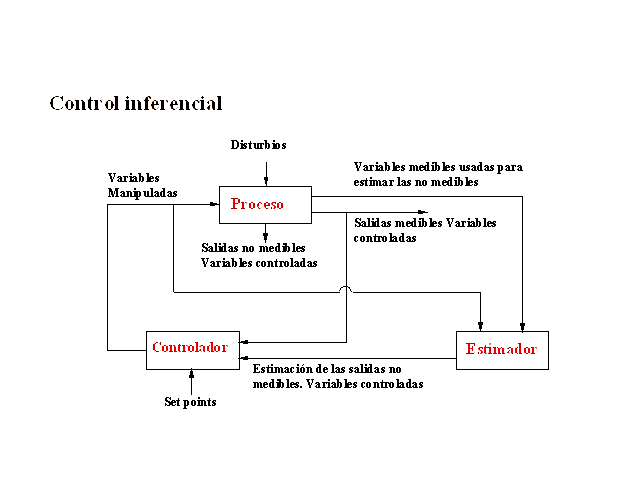 Control inferencial
Disturbios
Variables medibles usadas para
estimar las no medibles
Variables
Manipuladas
Proceso
Salidas medibles Variables
controladas
Salidas no medibles
Variables controladas
Controlador
Estimador
Estimación de las salidas no
medibles. Variables controladas
Set points